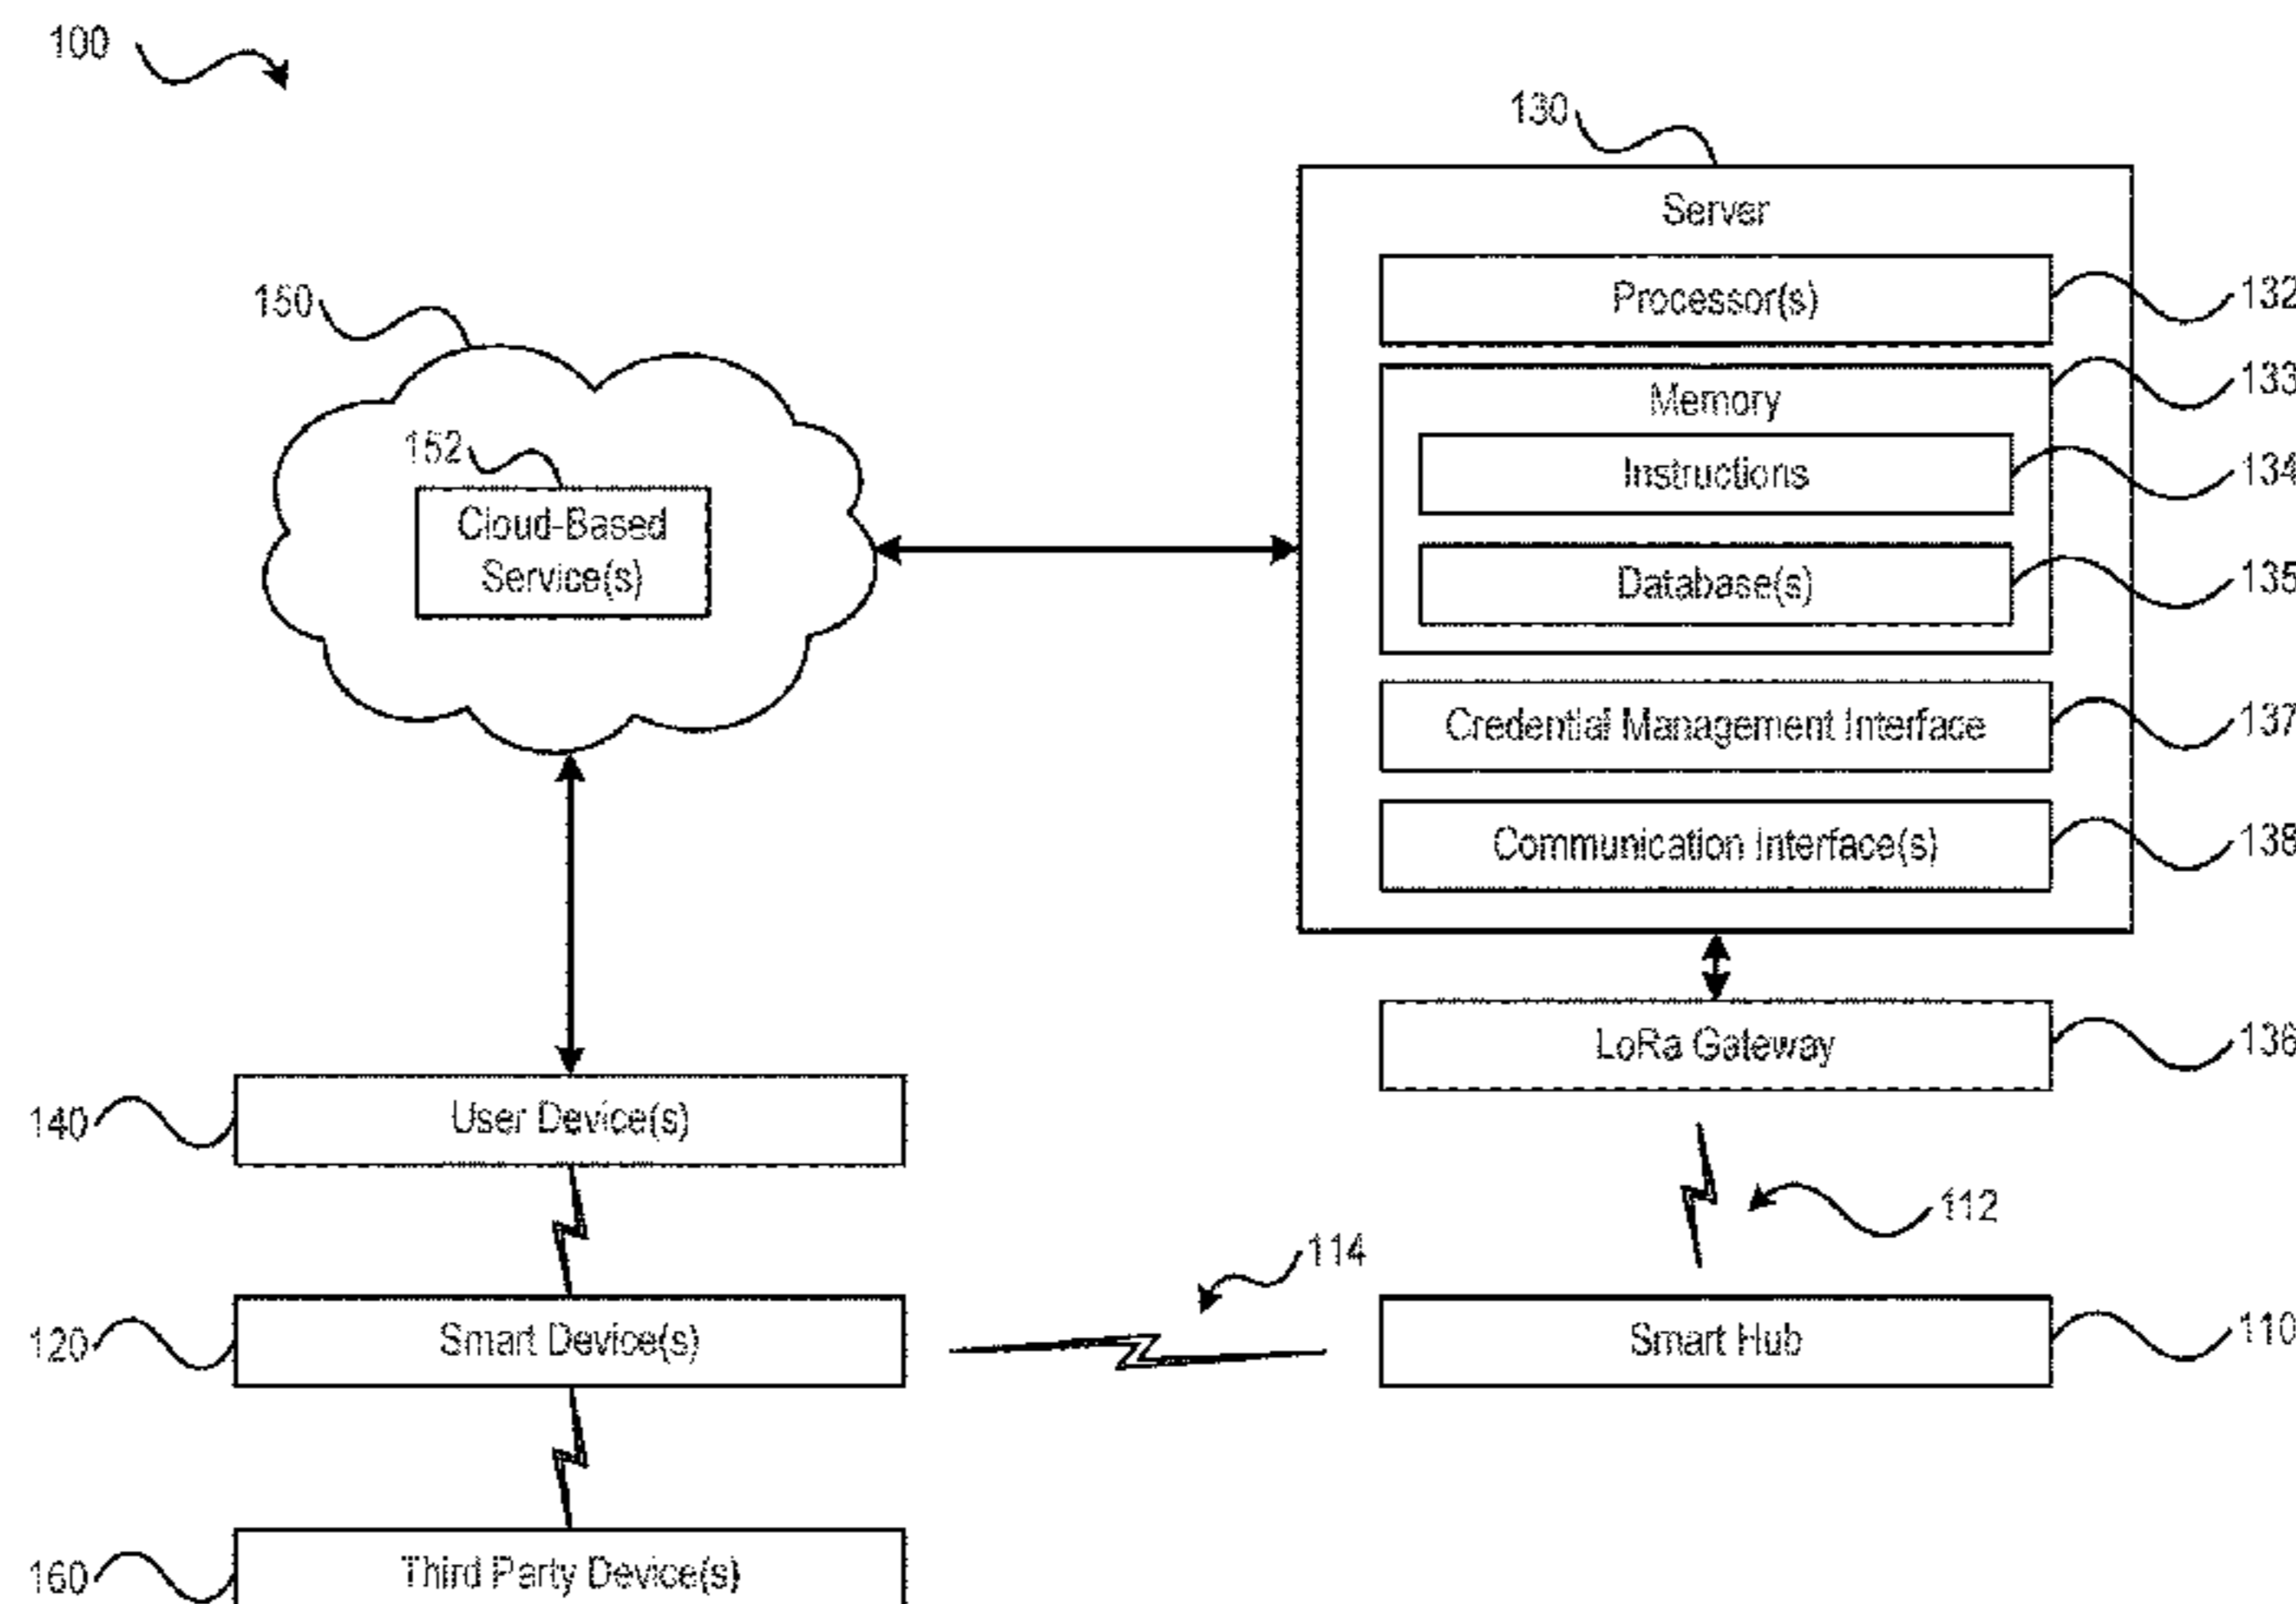 100
130
Server
Processor(s)
132
150
Memory
133
152
Instructions
134
Cloud-Based
Service(s)
Database(s)
135
Credential Management Interface
137
Communication Interface(s)
138
LoRa Gateway
136
140
User Device(s)
112
114
120
Smart Device(s)
Smart Hub
110
160
Third Party Device(s)